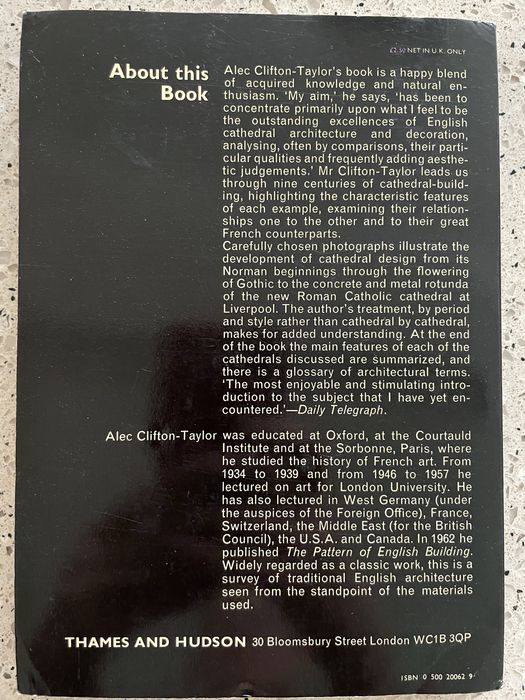 £2.50 NET IN U.K. ONLY
About this
Book
Alec Clifton-Taylor's book is a happy blend
of acquired knowledge and natural en-
thusiasm. 'My aim,' he says, 'has been to
concentrate primarily upon what I feel to be
the outstanding excellences of English
cathedral architecture and decoration,
analysing, often by comparisons, their parti-
cular qualities and frequently adding aesthe-
tic judgements.' Mr Clifton-Taylor leads us
through nine centuries of cathedral-build-
ing, highlighting the characteristic features
of each example, examining their relation-
ships one to the other and to their great
French counterparts.
Carefully chosen photographs illustrate the
development of cathedral design from its
Norman beginnings through the flowering
of Gothic to the concrete and metal rotunda
of the new Roman Catholic cathedral at
Liverpool. The author's treatment, by period
and style rather than cathedral by cathedral,
makes for added understanding. At the end
of the book the main features of each of the
cathedrals discussed are summarized, and
there is a glossary of architectural terms.
'The most enjoyable and stimulating intro-
duction to the subject that I have yet en-
countered.'—Daily Telegraph.
Alec Clifton-Taylor was educated at Oxford, at the Courtauld
Institute and at the Sorbonne, Paris, where
he studied the history of French art. From
1934 to 1939 and from 1946 to 1957 he
lectured on art for London University. He
has also lectured in West Germany (under
the auspices of the Foreign Office), France,
Switzerland, the Middle East (for the British
Council), the U.S.A. and Canada. In 1962 he
published The Pattern of English Building.
Widely regarded as a classic work, this is a
survey of traditional English architecture
seen from the standpoint of the materials
used.
THAMES AND HUDSON 30 Bloomsbury Street London WC1B 3QP
ISBN 0 500 20062 9